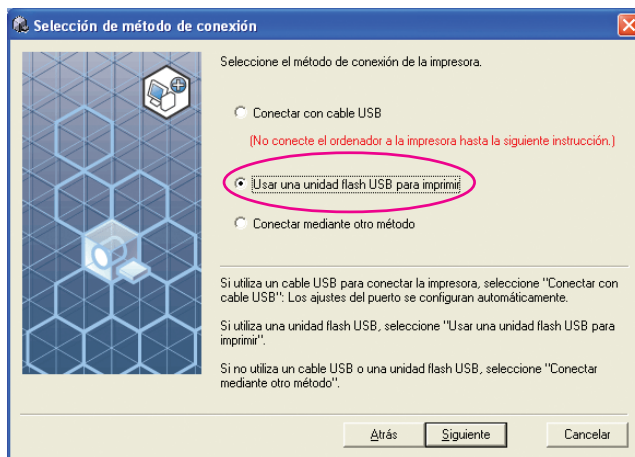 Selección de método de conexión
Seleccione el método de conexión de la impresora.
Conectar con cable USB
(No conecte el ordenador a la impresora hasta la siguiente instrucción.)
Usar una unidad flash USB para imprimir
Conectar mediante otro método
Si utiliza un cable USB para conectar la impresora, seleccione "Conectar con
cable USB": Los ajustes del puerto se configuran automáticamente.
Si utiliza una unidad flash USB, seleccione "Usar una unidad flash USB para
imprimir".
Si no utiliza un cable USB o una unidad flash USB, seleccione "Conectar
mediante otro método".
Atrás Siguiente Cancelar